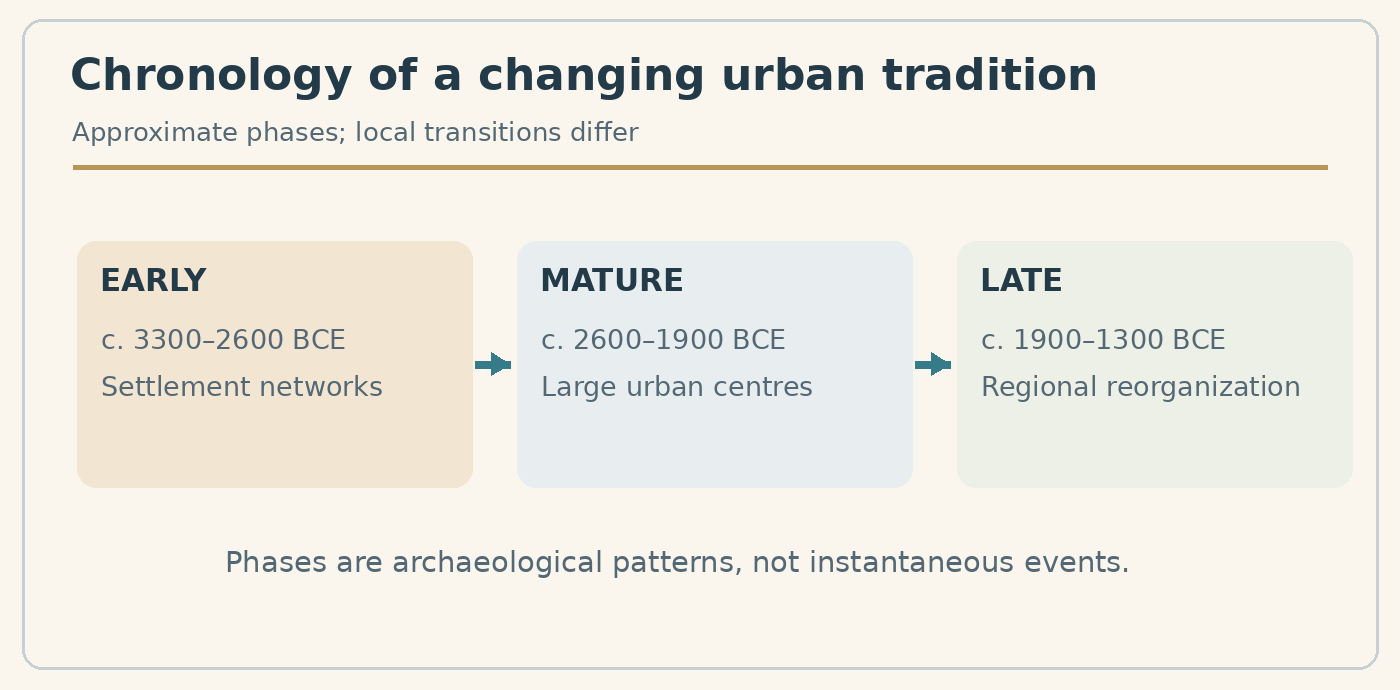 Chronology of a changing urban tradition
Approximate phases; local transitions differ
EARLY
c. 3300–2600 BCE
Settlement networks
MATURE
c. 2600–1900 BCE
Large urban centres
LATE
c. 1900–1300 BCE
Regional reorganization
Phases are archaeological patterns, not instantaneous events.